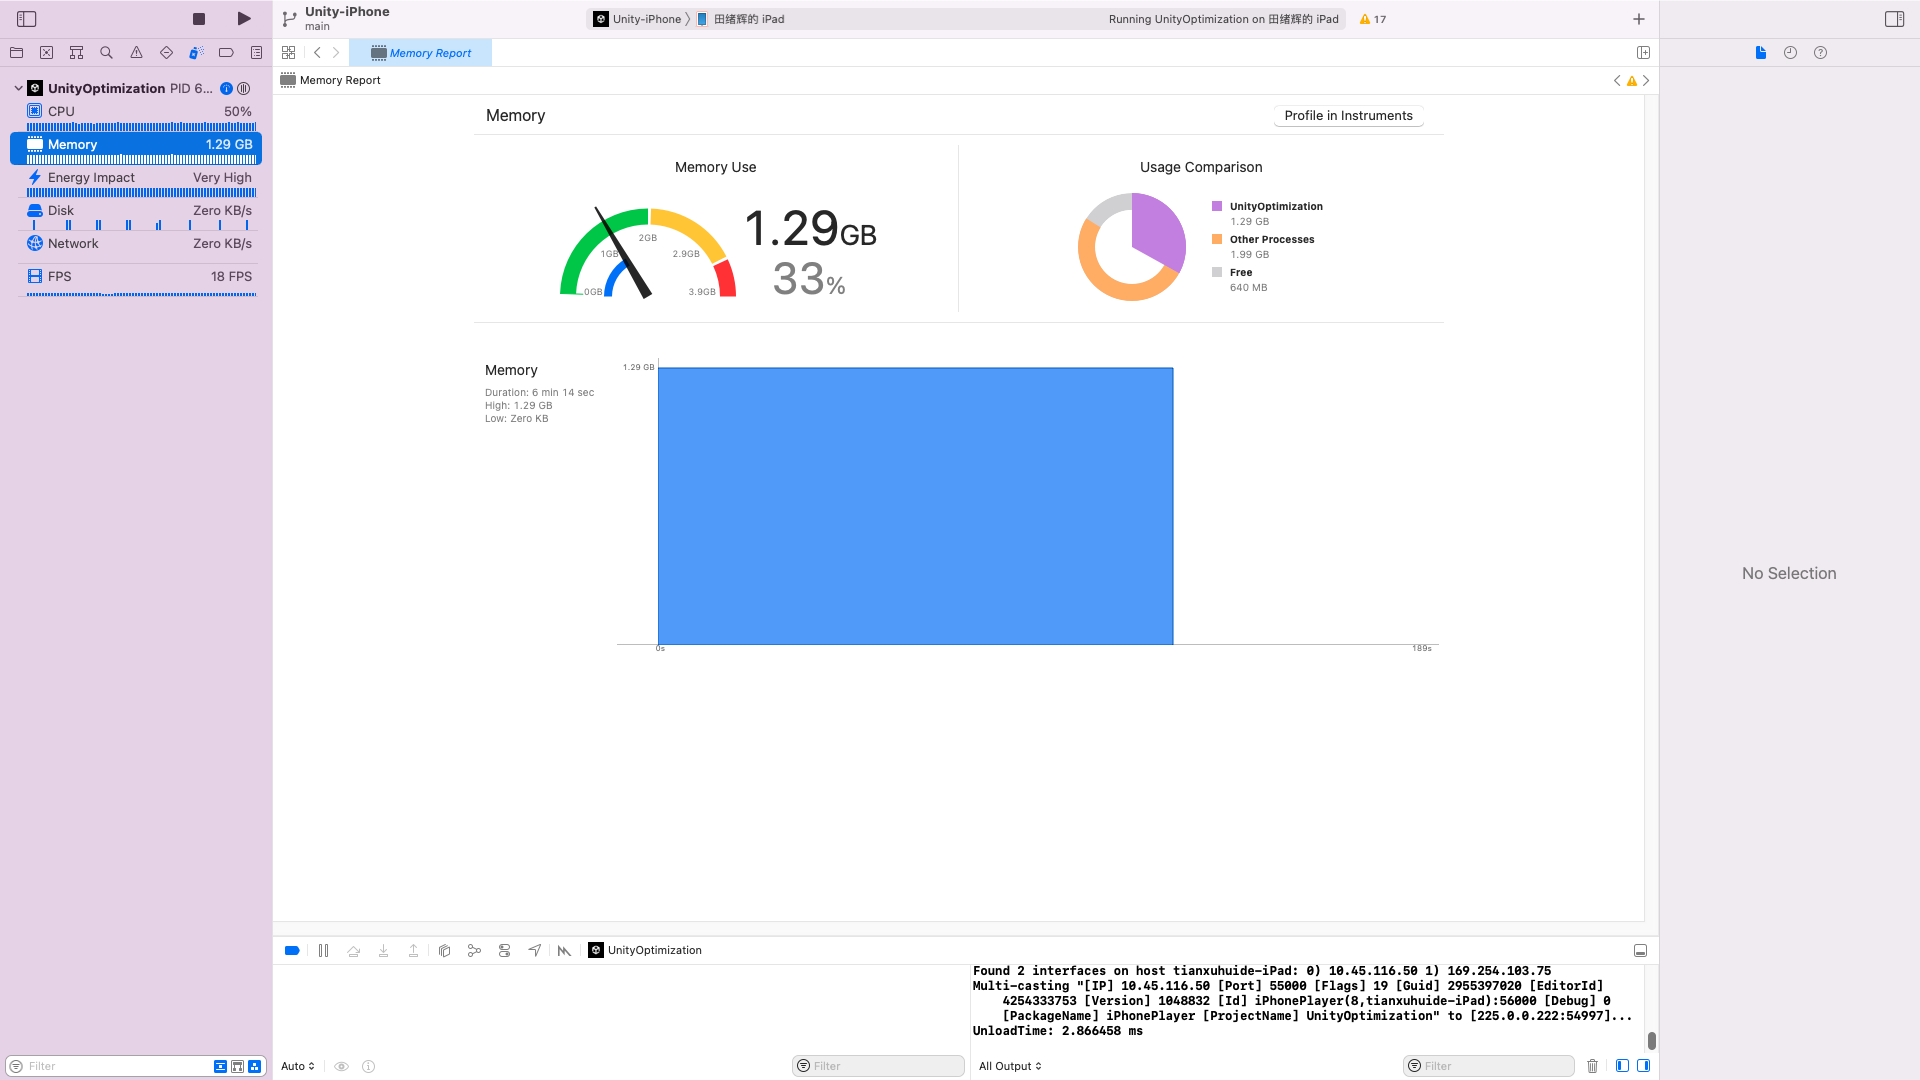 Unity-iPhone
main
Unity-iPhone 〉 田绪辉的 iPad
Running UnityOptimization on 田绪辉的 iPad
17
Memory Report
UnityOptimization PID 6...
CPU 50%
Memory 1.29 GB
Energy Impact Very High
Disk Zero KB/s
Network Zero KB/s
FPS 18 FPS
Memory Report
Memory
Profile in Instruments
Memory Use
0GB
1GB
2GB
2.9GB
3.9GB
1.29GB
33%
Usage Comparison
UnityOptimization
1.29 GB
Other Processes
1.99 GB
Free
640 MB
Memory
Duration: 6 min 14 sec
High: 1.29 GB
Low: Zero KB
1.29 GB
0s
189s
No Selection
UnityOptimization
Found 2 interfaces on host tianxuhuide-iPad: 0) 10.45.116.50 1) 169.254.103.75
Multi-casting "[IP] 10.45.116.50 [Port] 55000 [Flags] 19 [Guid] 2955397020 [EditorId]
4254333753 [Version] 1048832 [Id] iPhonePlayer(8,tianxuhuide-iPad):56000 [Debug] 0
[PackageName] iPhonePlayer [ProjectName] UnityOptimization" to [225.0.0.222:54997]...
UnloadTime: 2.866458 ms
Filter
Auto
Filter
All Output
Filter